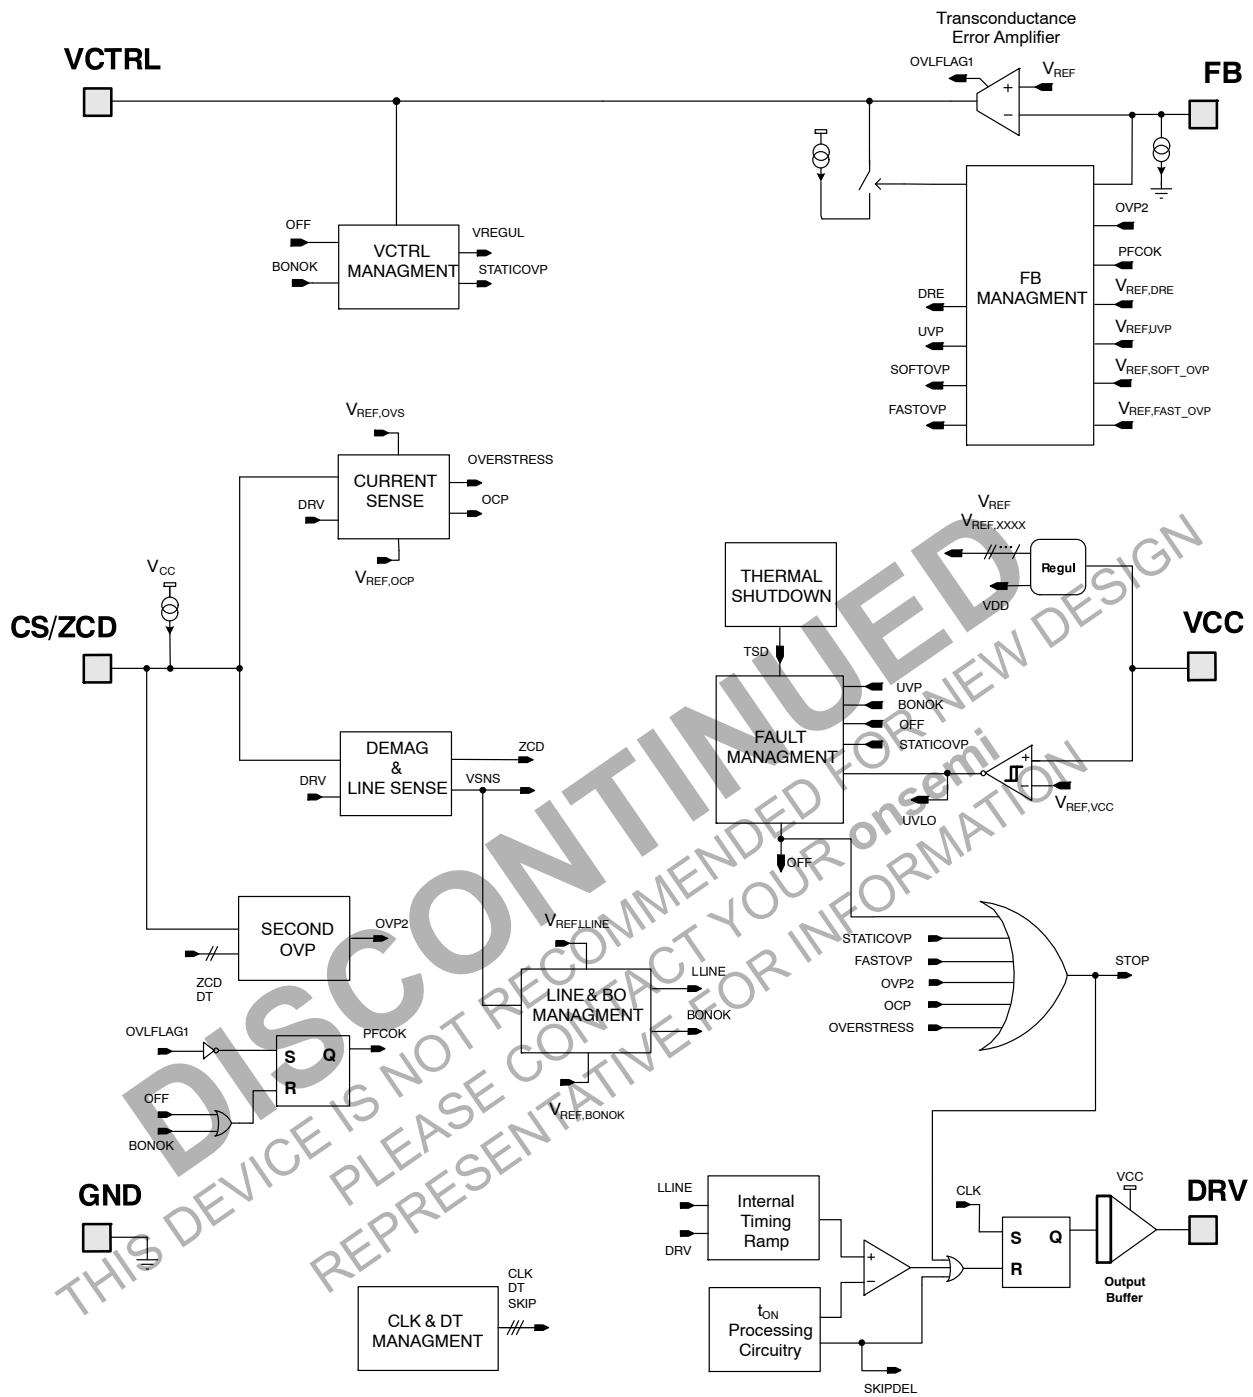 Transconductance
Error Amplifier
VCTRL
OVLFLAG1
VREF
FB
+
−
OFF
BONOK
VCTRL
MANAGMENT
VREGUL
STATICOVP
FB
MANAGMENT
OVP2
PFCOK
VREF,DRE
VREF,UVP
VREF,SOFT_OVP
VREF,FAST_OVP
DRE
UVP
SOFTOVP
FASTOVP
VREF,OVS
CURRENT
SENSE
OVERSTRESS
OCP
DRV
VREF,OCP
VCC
CS/ZCD
VREF
VREF,XXXX
Regul
VDD
VCC
THERMAL
SHUTDOWN
TSD
FAULT
MANAGMENT
UVP
BONOK
OFF
STATICOVP
+
−
VREF,VCC
UVLO
OFF
DEMAG
&
LINE SENSE
DRV
ZCD
VSNS
SECOND
OVP
OVP2
ZCD
DT
VREF,LLINE
LINE & BO
MANAGMENT
LLINE
BONOK
VREF,BONOK
STATICOVP
FASTOVP
OVP2
OCP
OVERSTRESS
STOP
OVLFLAG1
PFCOK
S Q
R
OFF
BONOK
GND
LLINE
DRV
Internal
Timing
Ramp
+
−
tON
Processing
Circuitry
SKIPDEL
CLK
S Q
R
VCC
Output
Buffer
DRV
CLK & DT
MANAGMENT
CLK
DT
SKIP
DISCONTINUED
THIS DEVICE IS NOT RECOMMENDED FOR NEW DESIGN
PLEASE CONTACT YOUR onsemi
REPRESENTATIVE FOR INFORMATION